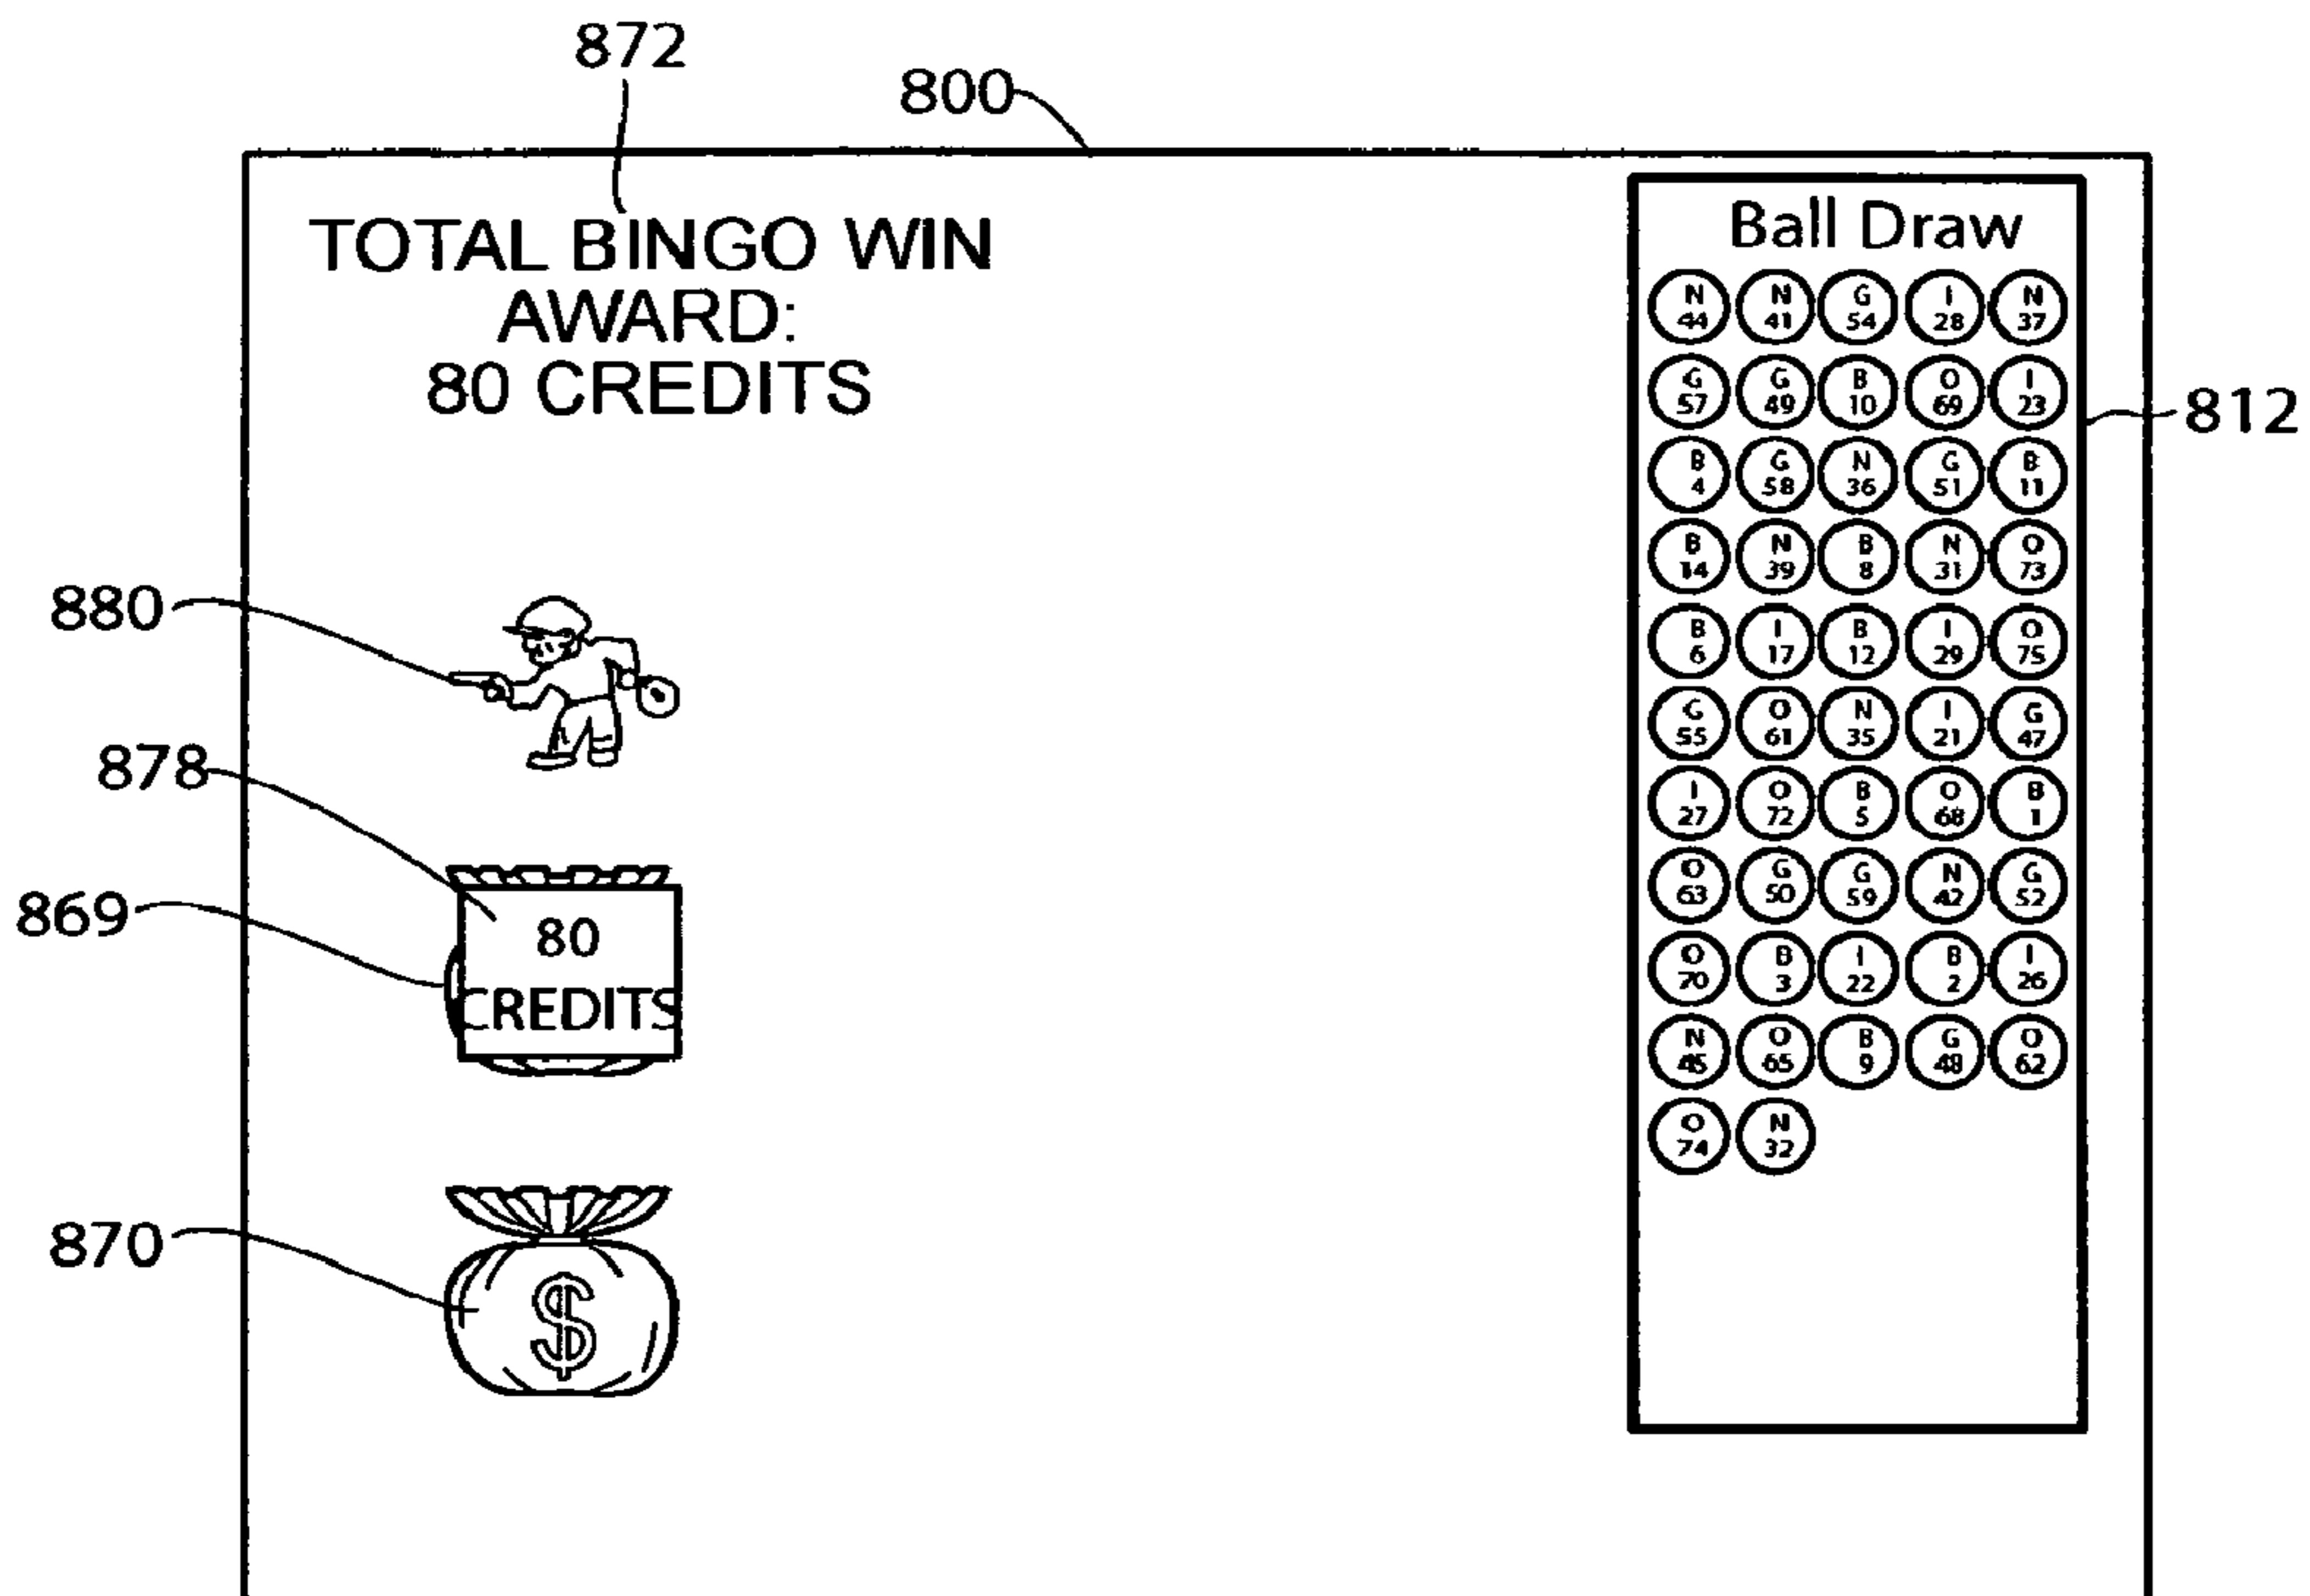 872
800
TOTAL BINGO WIN
AWARD:
80 CREDITS
Ball Draw
N 44 N 41 G 54 I 28 N 37
G 57 G 49 B 10 O 69 I 23
812
B 4 G 58 N 36 G 51 B 11
B 14 N 39 B 8 N 31 O 73
880
B 6 I 17 B 12 I 29 O 75
G 55 O 61 N 35 I 21 G 47
878
I 27 O 72 B 5 O 68 B 1
O 63 G 50 G 59 N 42 G 52
869
80
CREDITS
O 70 B 3 I 22 B 2 I 26
N 45 O 65 B 9 G 48 O 62
O 74 N 32
870
$